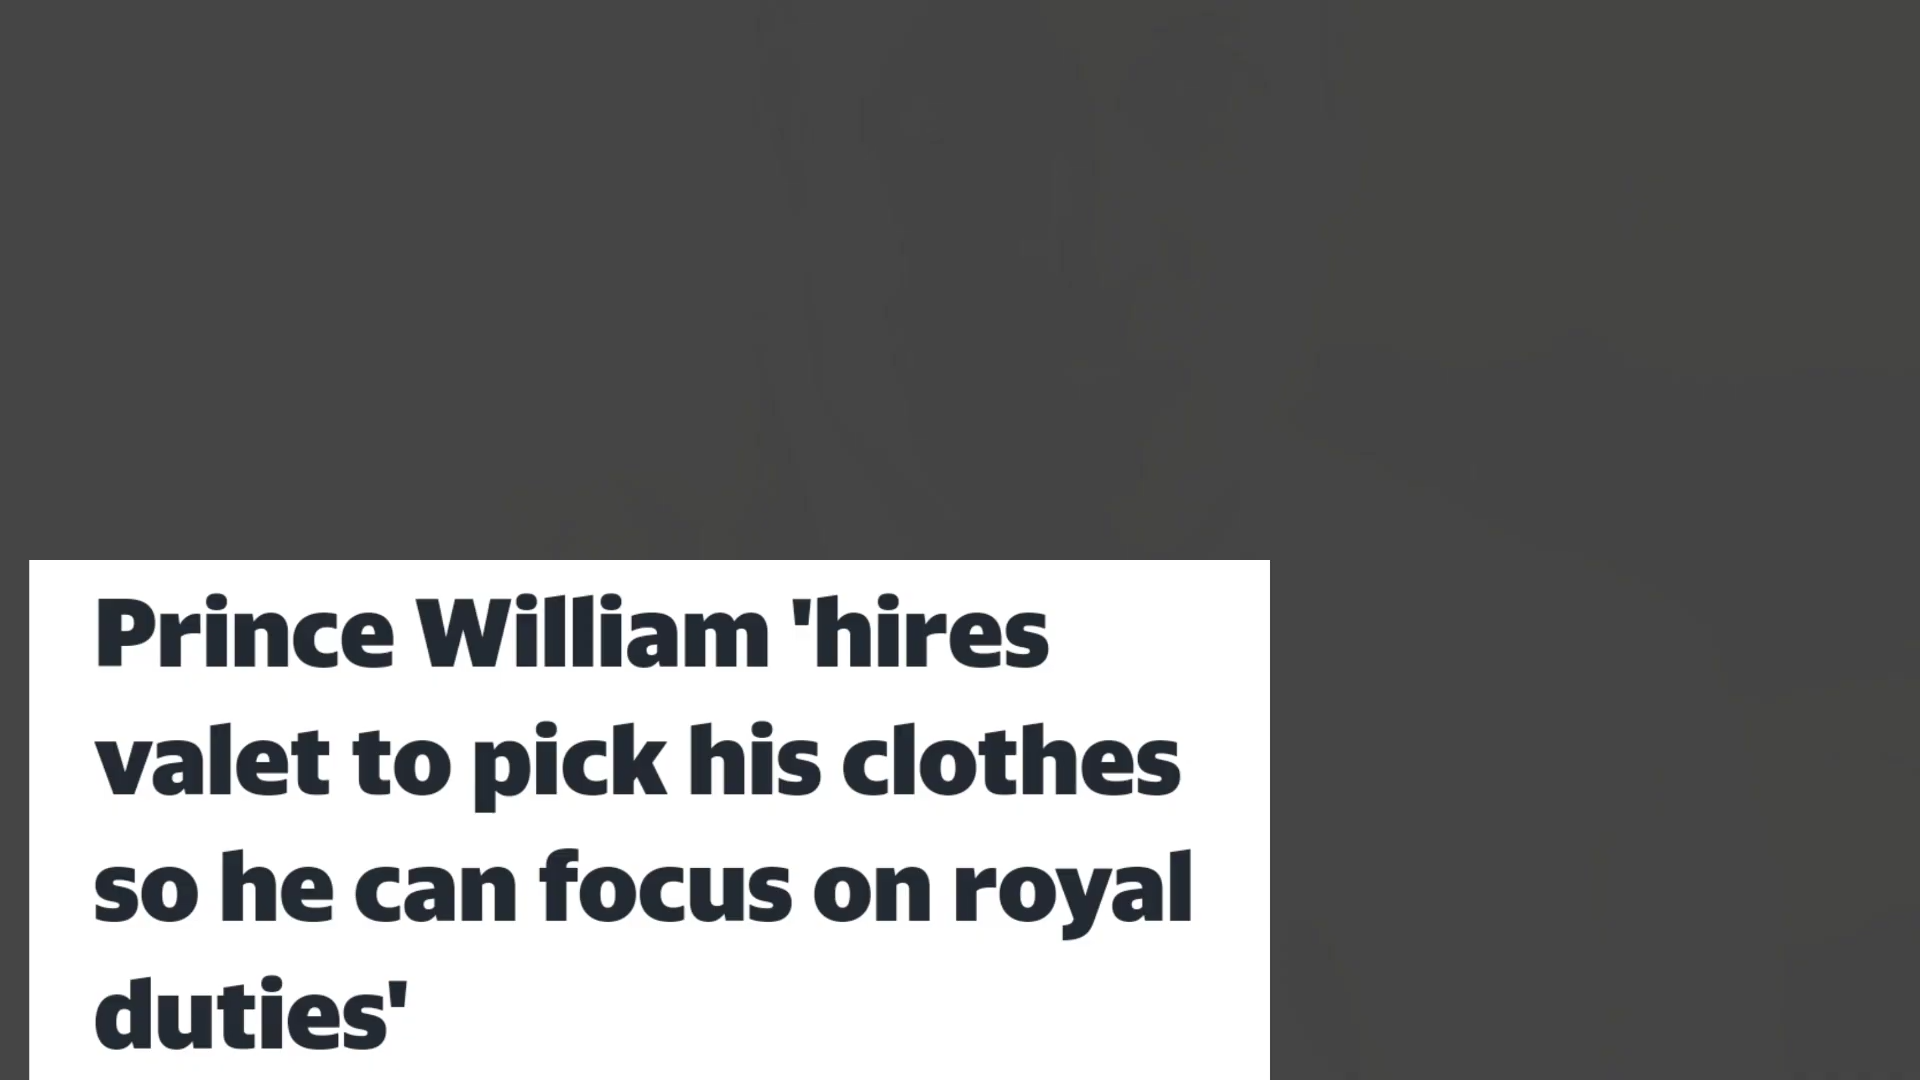 Prince William 'hires
valet to pick his clothes
so he can focus on royal
duties'